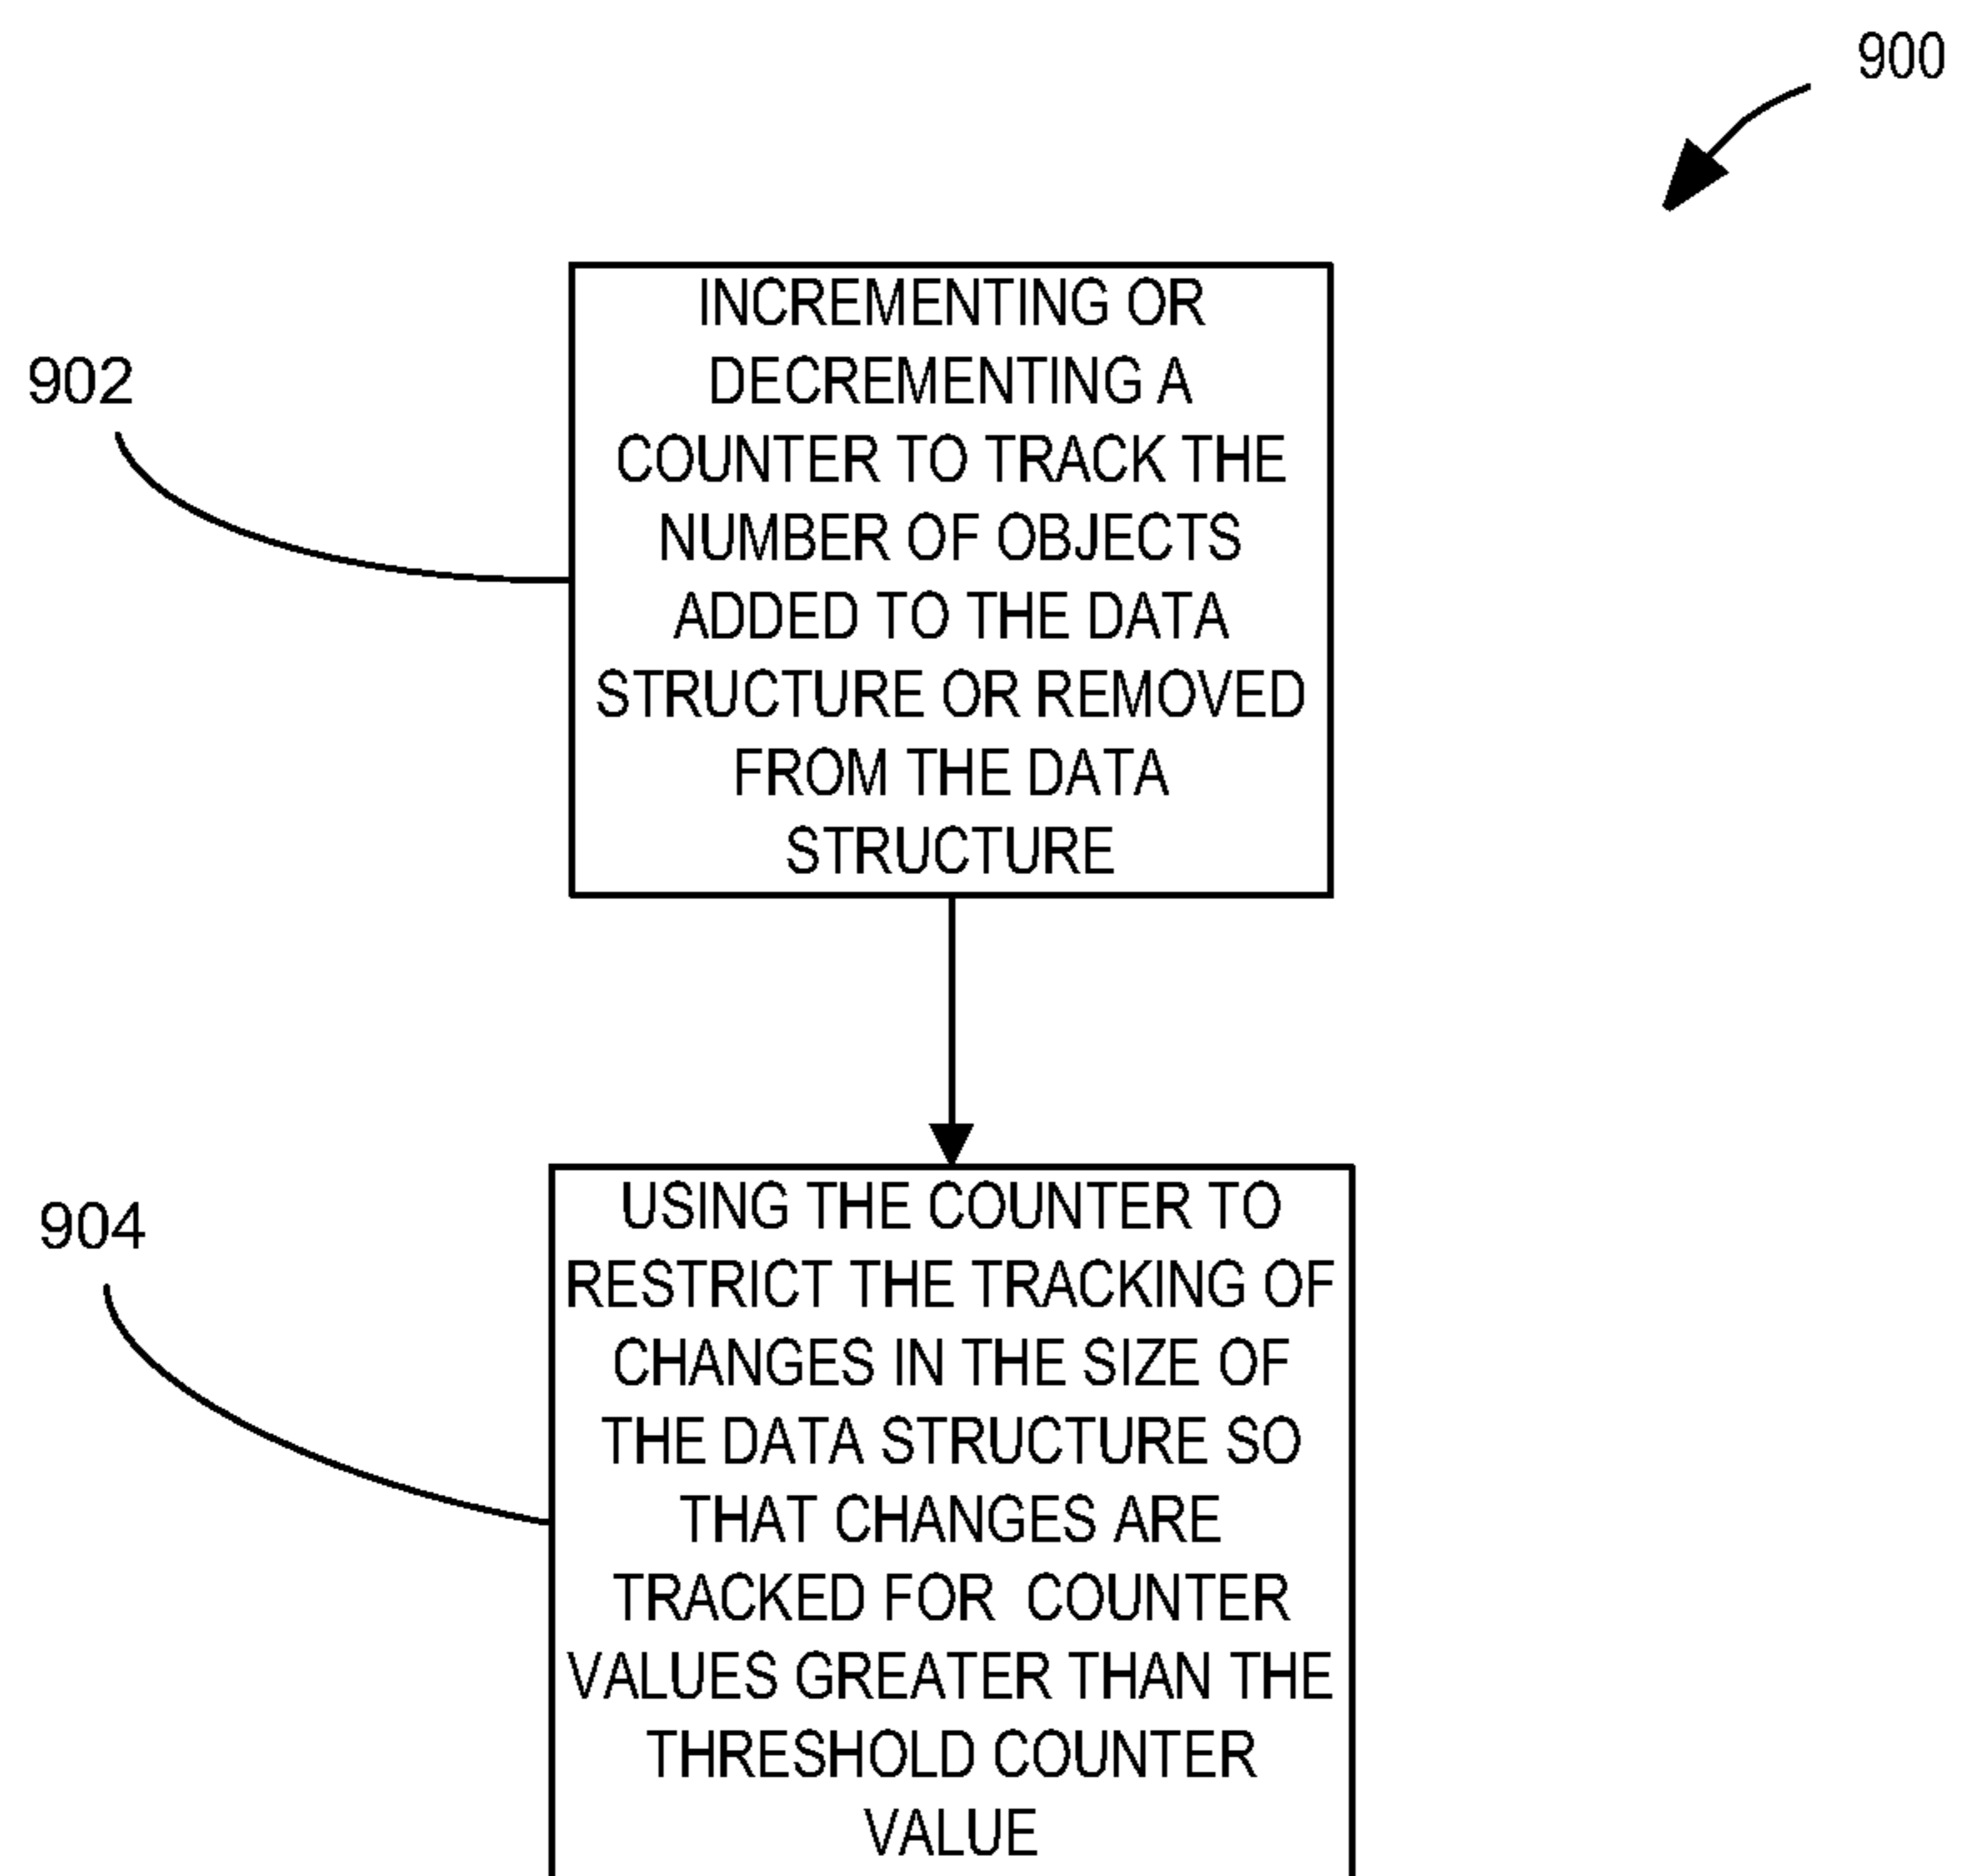 900
902
INCREMENTING OR
DECREMENTING A
COUNTER TO TRACK THE
NUMBER OF OBJECTS
ADDED TO THE DATA
STRUCTURE OR REMOVED
FROM THE DATA
STRUCTURE
904
USING THE COUNTER TO
RESTRICT THE TRACKING OF
CHANGES IN THE SIZE OF
THE DATA STRUCTURE SO
THAT CHANGES ARE
TRACKED FOR  COUNTER
VALUES GREATER THAN THE
THRESHOLD COUNTER
VALUE